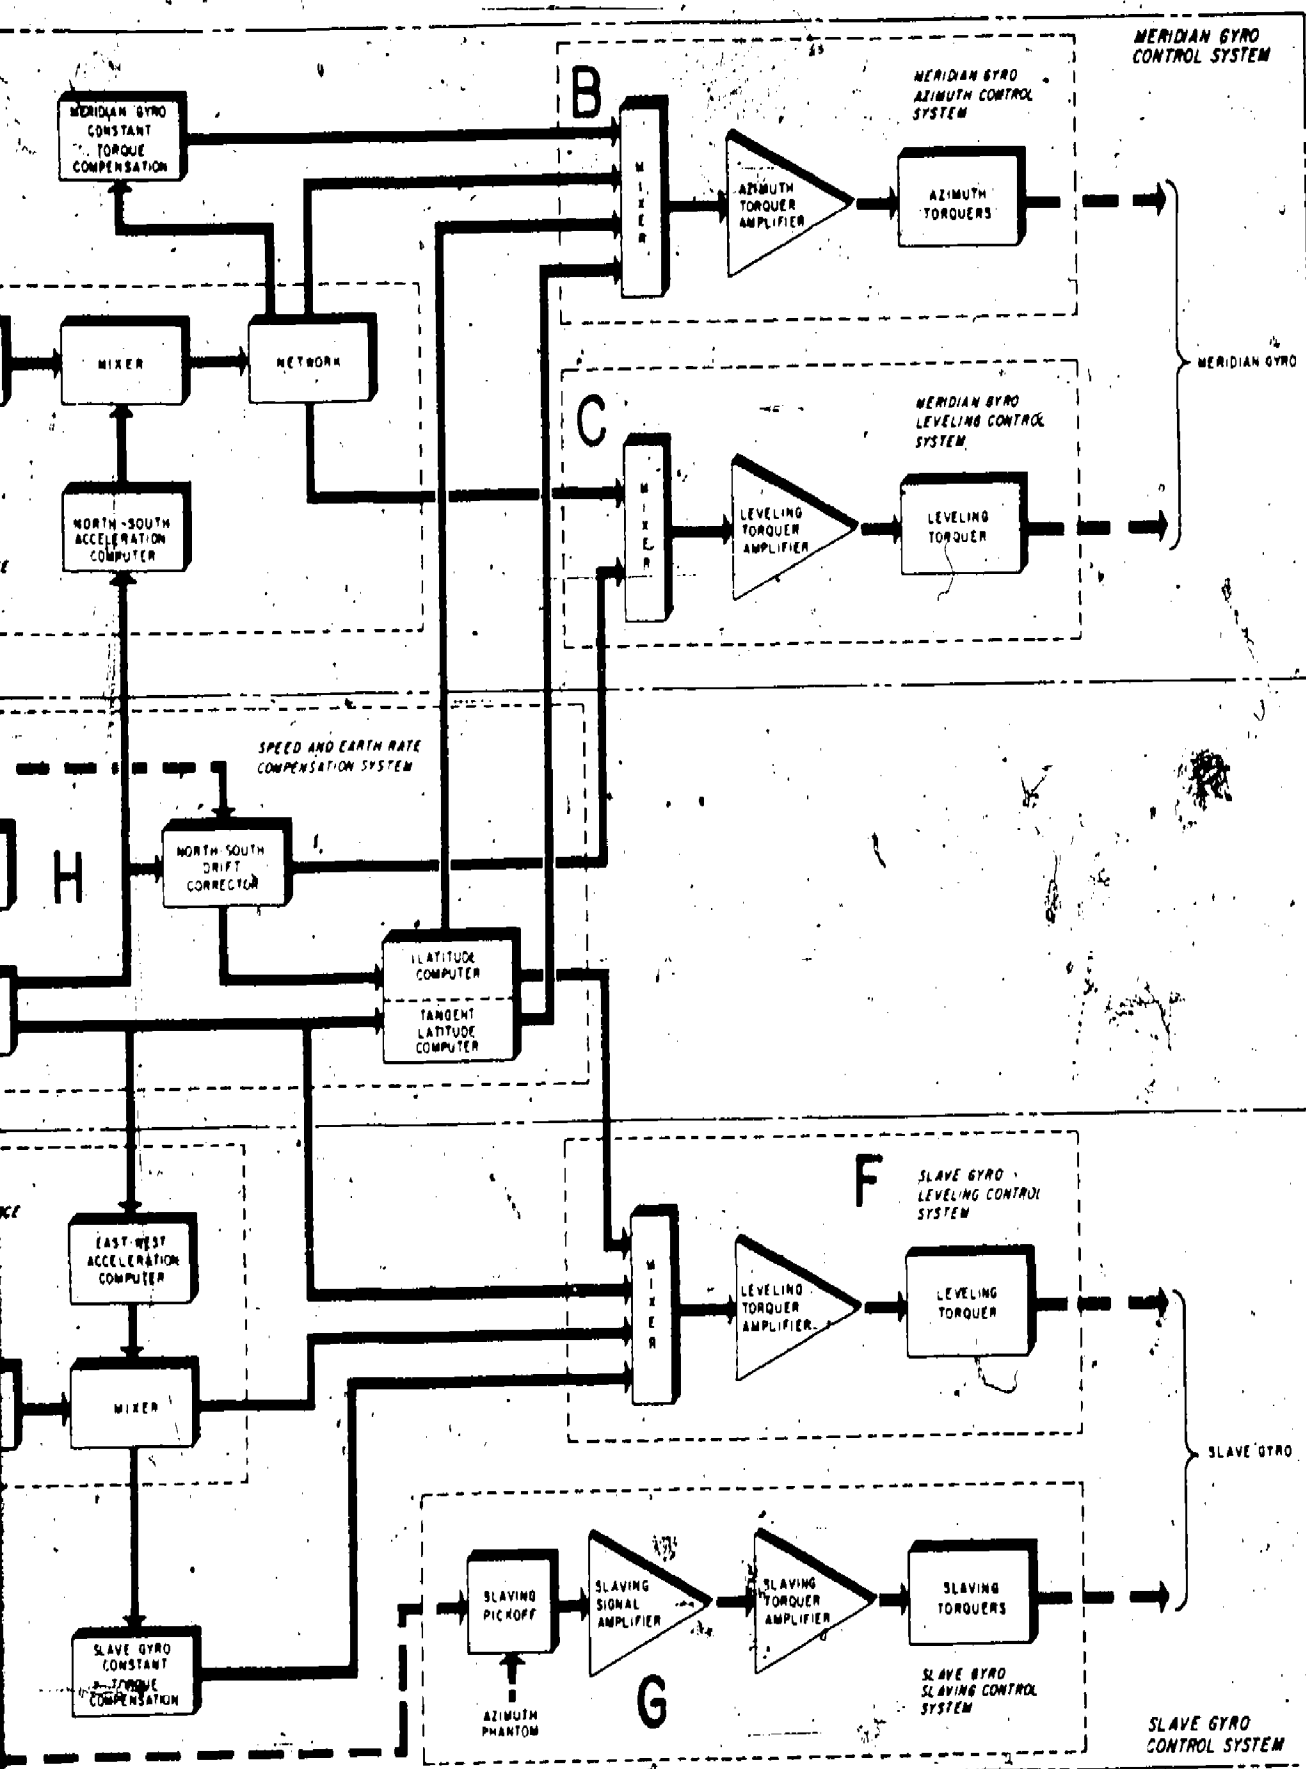 MERIDIAN GYRO
CONTROL SYSTEM
B
MERIDIAN GYRO
AZIMUTH CONTROL
SYSTEM
MERIDIAN GYRO
CONSTANT
TORQUE
COMPENSATION
MIXER
AZIMUTH
TORQUER
AMPLIFIER
AZIMUTH
TORQUERS
MIXER
NETWORK
MERIDIAN GYRO
C
MERIDIAN GYRO
LEVELING CONTROL
SYSTEM
MIXER
LEVELING
TORQUER
AMPLIFIER
LEVELING
TORQUER
NORTH-SOUTH
ACCELERATION
COMPUTER
SPEED AND EARTH RATE
COMPENSATION SYSTEM
H
NORTH-SOUTH
DRIFT
CORRECTOR
LATITUDE
COMPUTER
TANGENT
LATITUDE
COMPUTER
F
SLAVE GYRO
LEVELING CONTROL
SYSTEM
EAST-WEST
ACCELERATION
COMPUTER
MIXER
LEVELING
TORQUER
AMPLIFIER
LEVELING
TORQUER
MIXER
SLAVE GYRO
SLAVING
PICKOFF
SLAVING
SIGNAL
AMPLIFIER
SLAVING
TORQUER
AMPLIFIER
SLAVING
TORQUERS
SLAVE GYRO
CONSTANT
TORQUE
COMPENSATION
AZIMUTH
PHANTOM
G
SLAVE GYRO
SLAVING CONTROL
SYSTEM
SLAVE GYRO
CONTROL SYSTEM